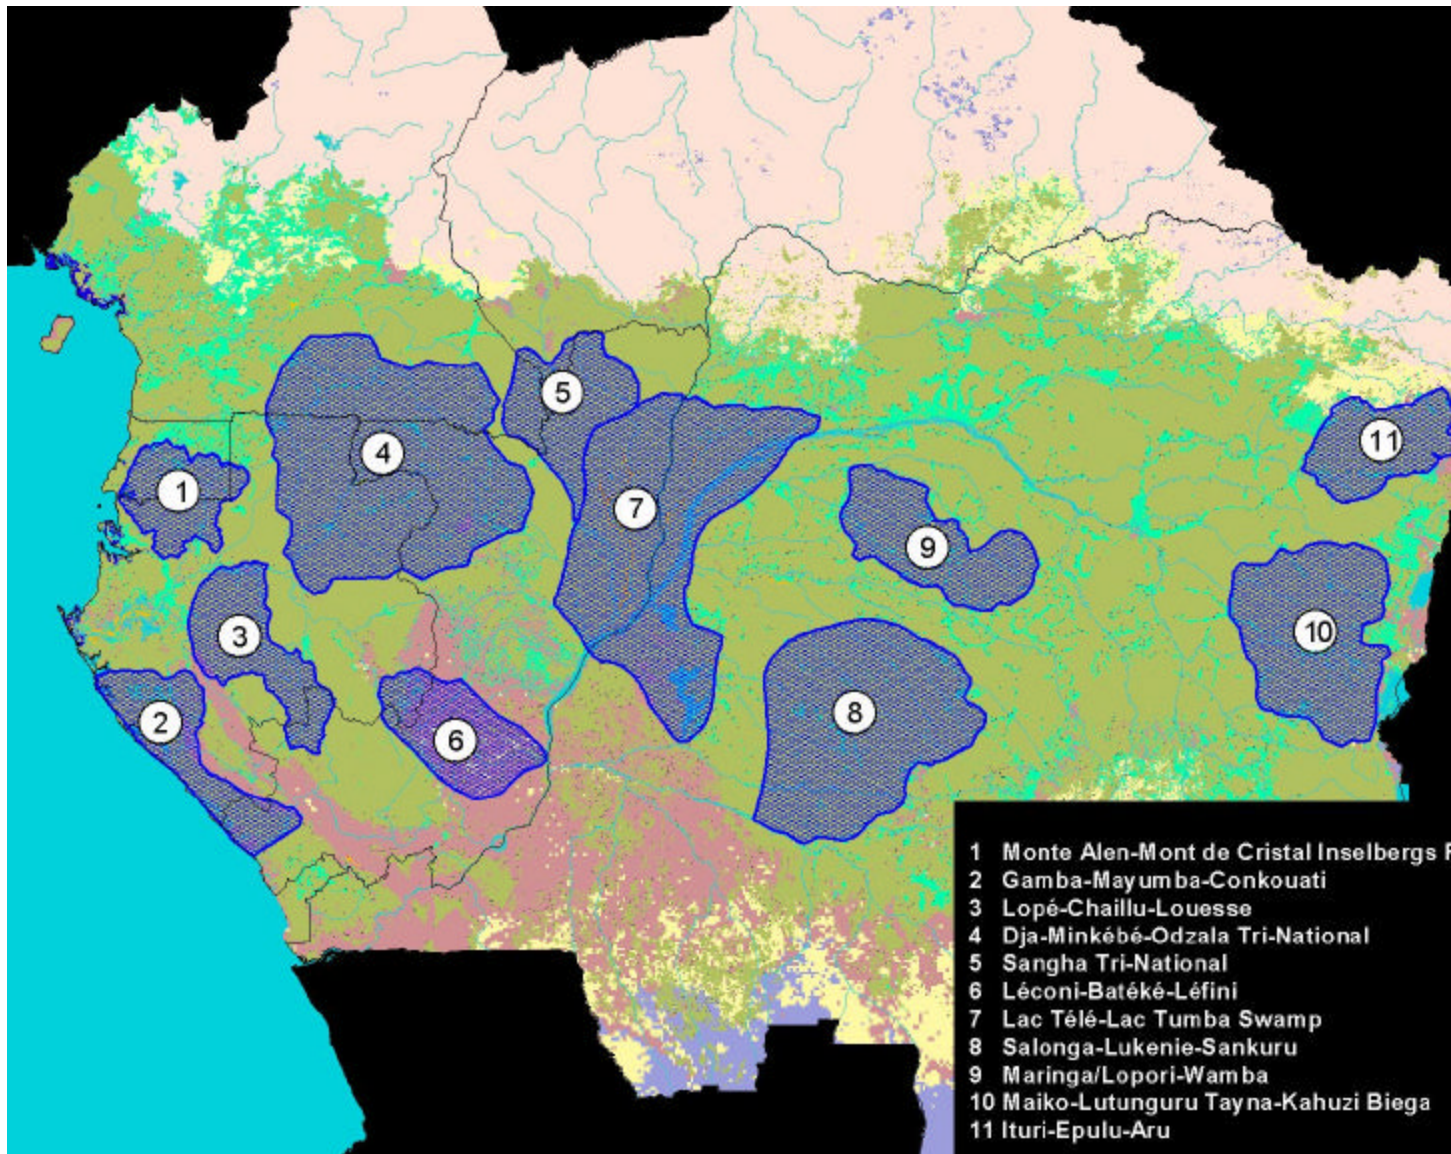 5
4
11
1
7
9
3
10
2
8
6
1 Monte Alen-Mont de Cristal Inselbergs
2 Gamba-Mayumba-Conkouati
3 Lopé-Chaillu-Louesse
4 Dja-Minkébé-Odzala Tri-National
5 Sangha Tri-National
6 Léconi-Batéké-Léfini
7 Lac Télé-Lac Tumba Swamp
8 Salonga-Lukenie-Sankuru
9 Maringa/Lopori-Wamba
10 Maiko-Lutunguru Tayna-Kahuzi Biega
11 Ituri-Epulu-Aru